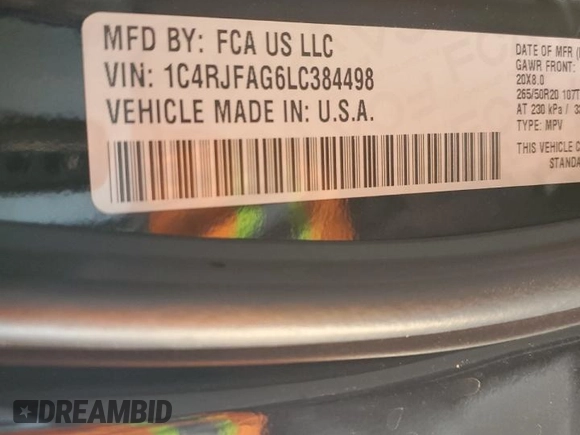 MFD BY: FCA US LLC
VIN: 1C4RJFAG6LC384498
VEHICLE MADE IN: U.S.A.
DATE OF MFR
GAWR FRONT:
20X8.0
265/50R20 107T
AT 230 kPa /
TYPE: MPV
THIS VEHICLE
DREAMBID